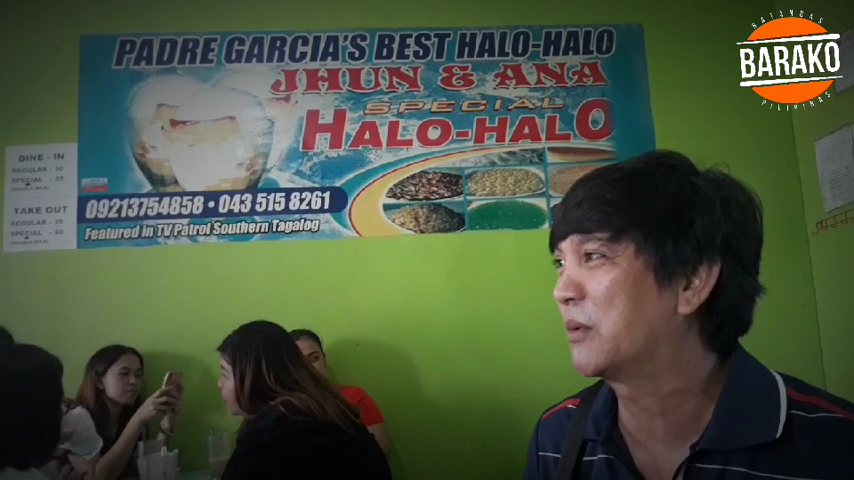 PADRE GARCIA'S BEST HALO-HALO
JHUN & ANA
SPECIAL
HALO-HALO
09213754858 • 043 515 8261
Featured in TV Patrol Southern Tagalog
DINE - IN
REGULAR -
SPECIAL -
TAKE OUT
REGULAR -
SPECIAL -
BATANGAS
BARAKO
PILIPINAS